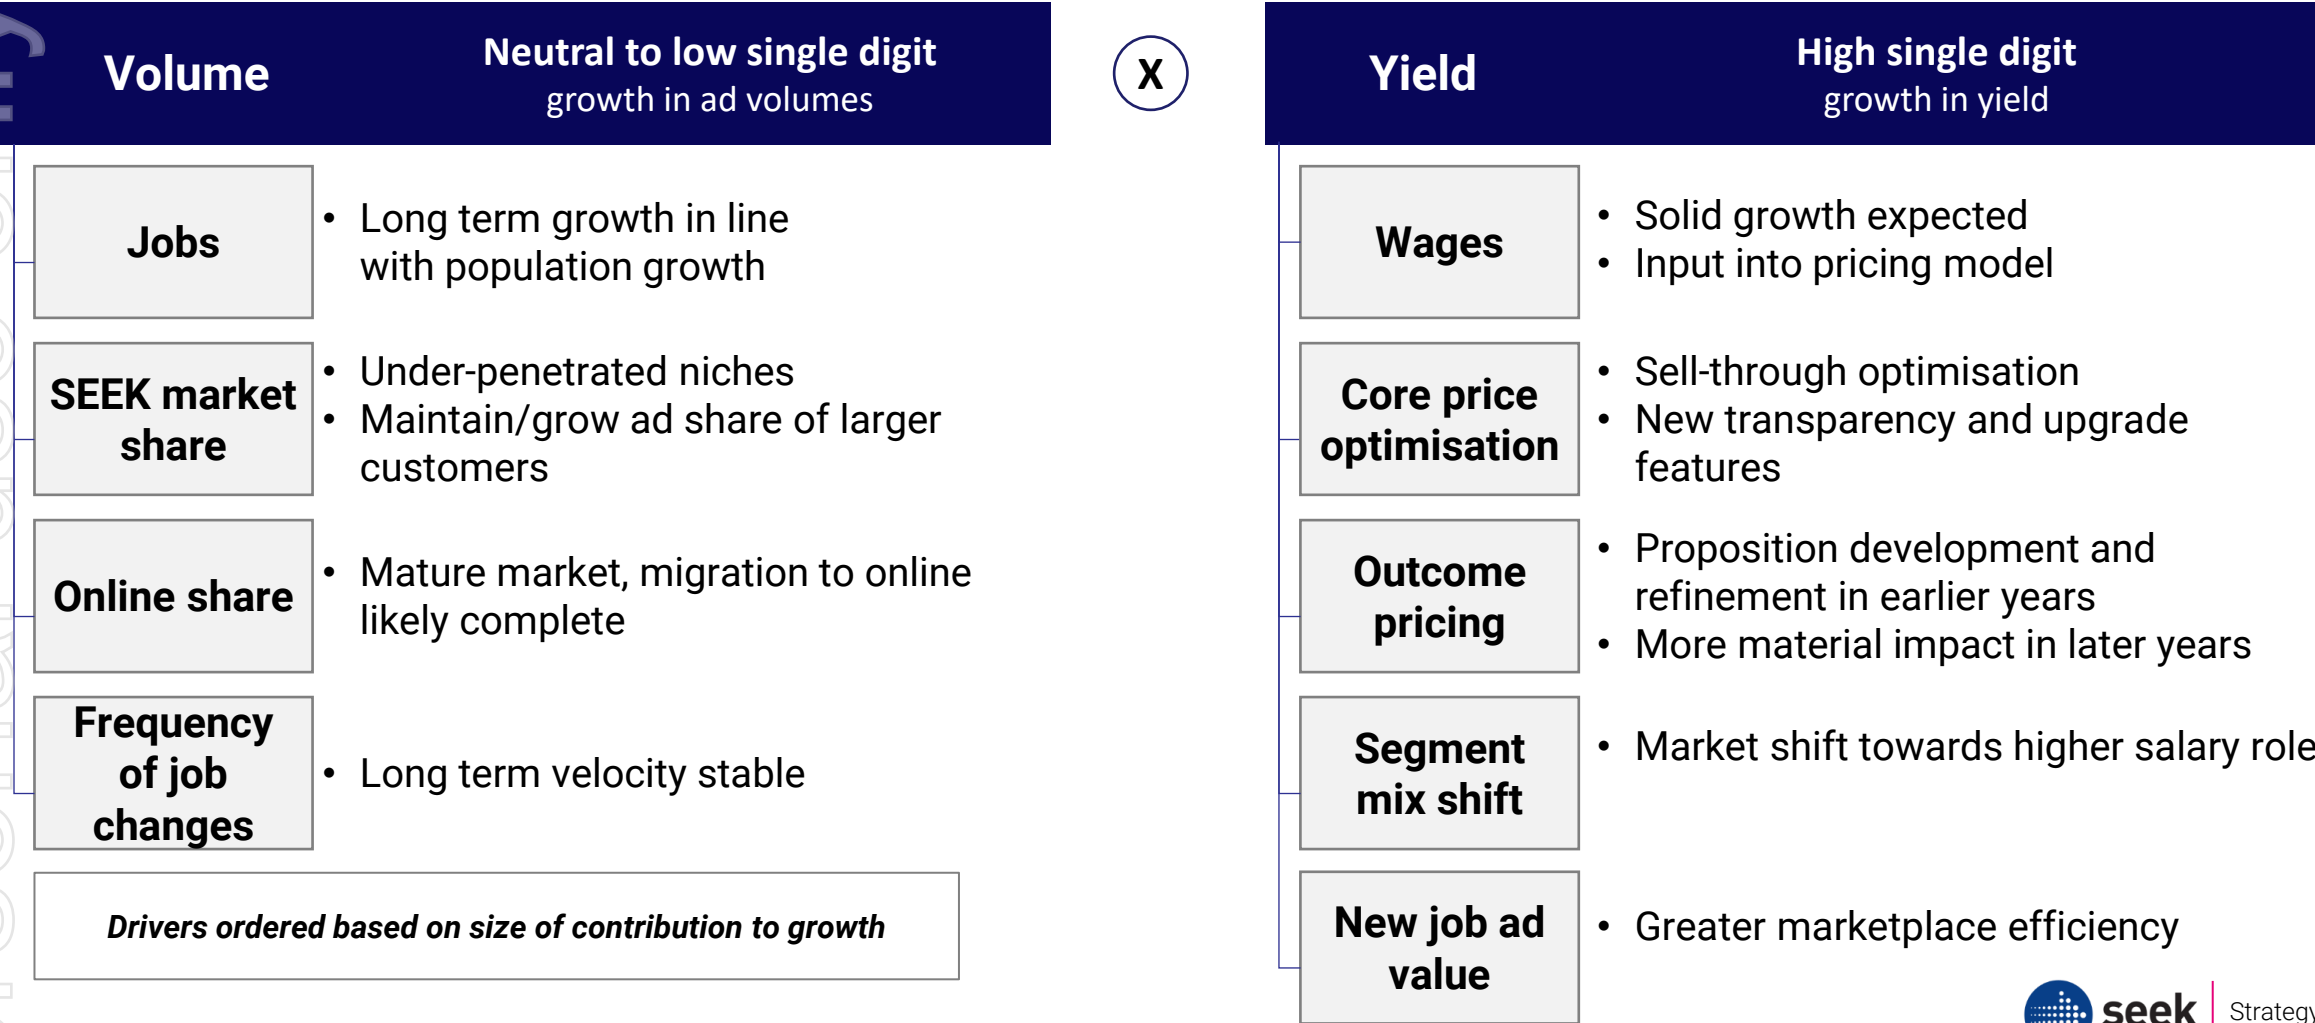 Volume
Neutral to low single digit
growth in ad volumes
X
Yield
High single digit
growth in yield
Jobs
• Long term growth in line
with population growth
SEEK market
share
• Under-penetrated niches
• Maintain/grow ad share of larger
customers
Online share
• Mature market, migration to online
likely complete
Frequency
of job
changes
• Long term velocity stable
Drivers ordered based on size of contribution to growth
Wages
• Solid growth expected
• Input into pricing model
Core price
optimisation
• Sell-through optimisation
• New transparency and upgrade
features
Outcome
pricing
• Proposition development and
refinement in earlier years
• More material impact in later years
Segment
mix shift
• Market shift towards higher salary role
New job ad
value
• Greater marketplace efficiency
seek
Strategy